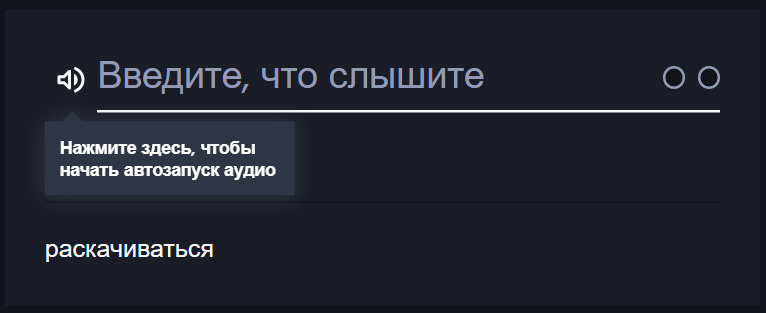 Введите, что слышите
Нажмите здесь, чтобы
начать автозапуск аудио
раскачиваться